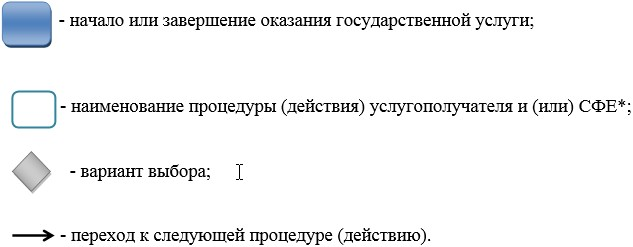 - начало или завершение оказания государственной услуги;
- наименование процедуры (действия) услугополучателя и (или) СФЕ*;
- вариант выбора;
- переход к следующей процедуре (действию).